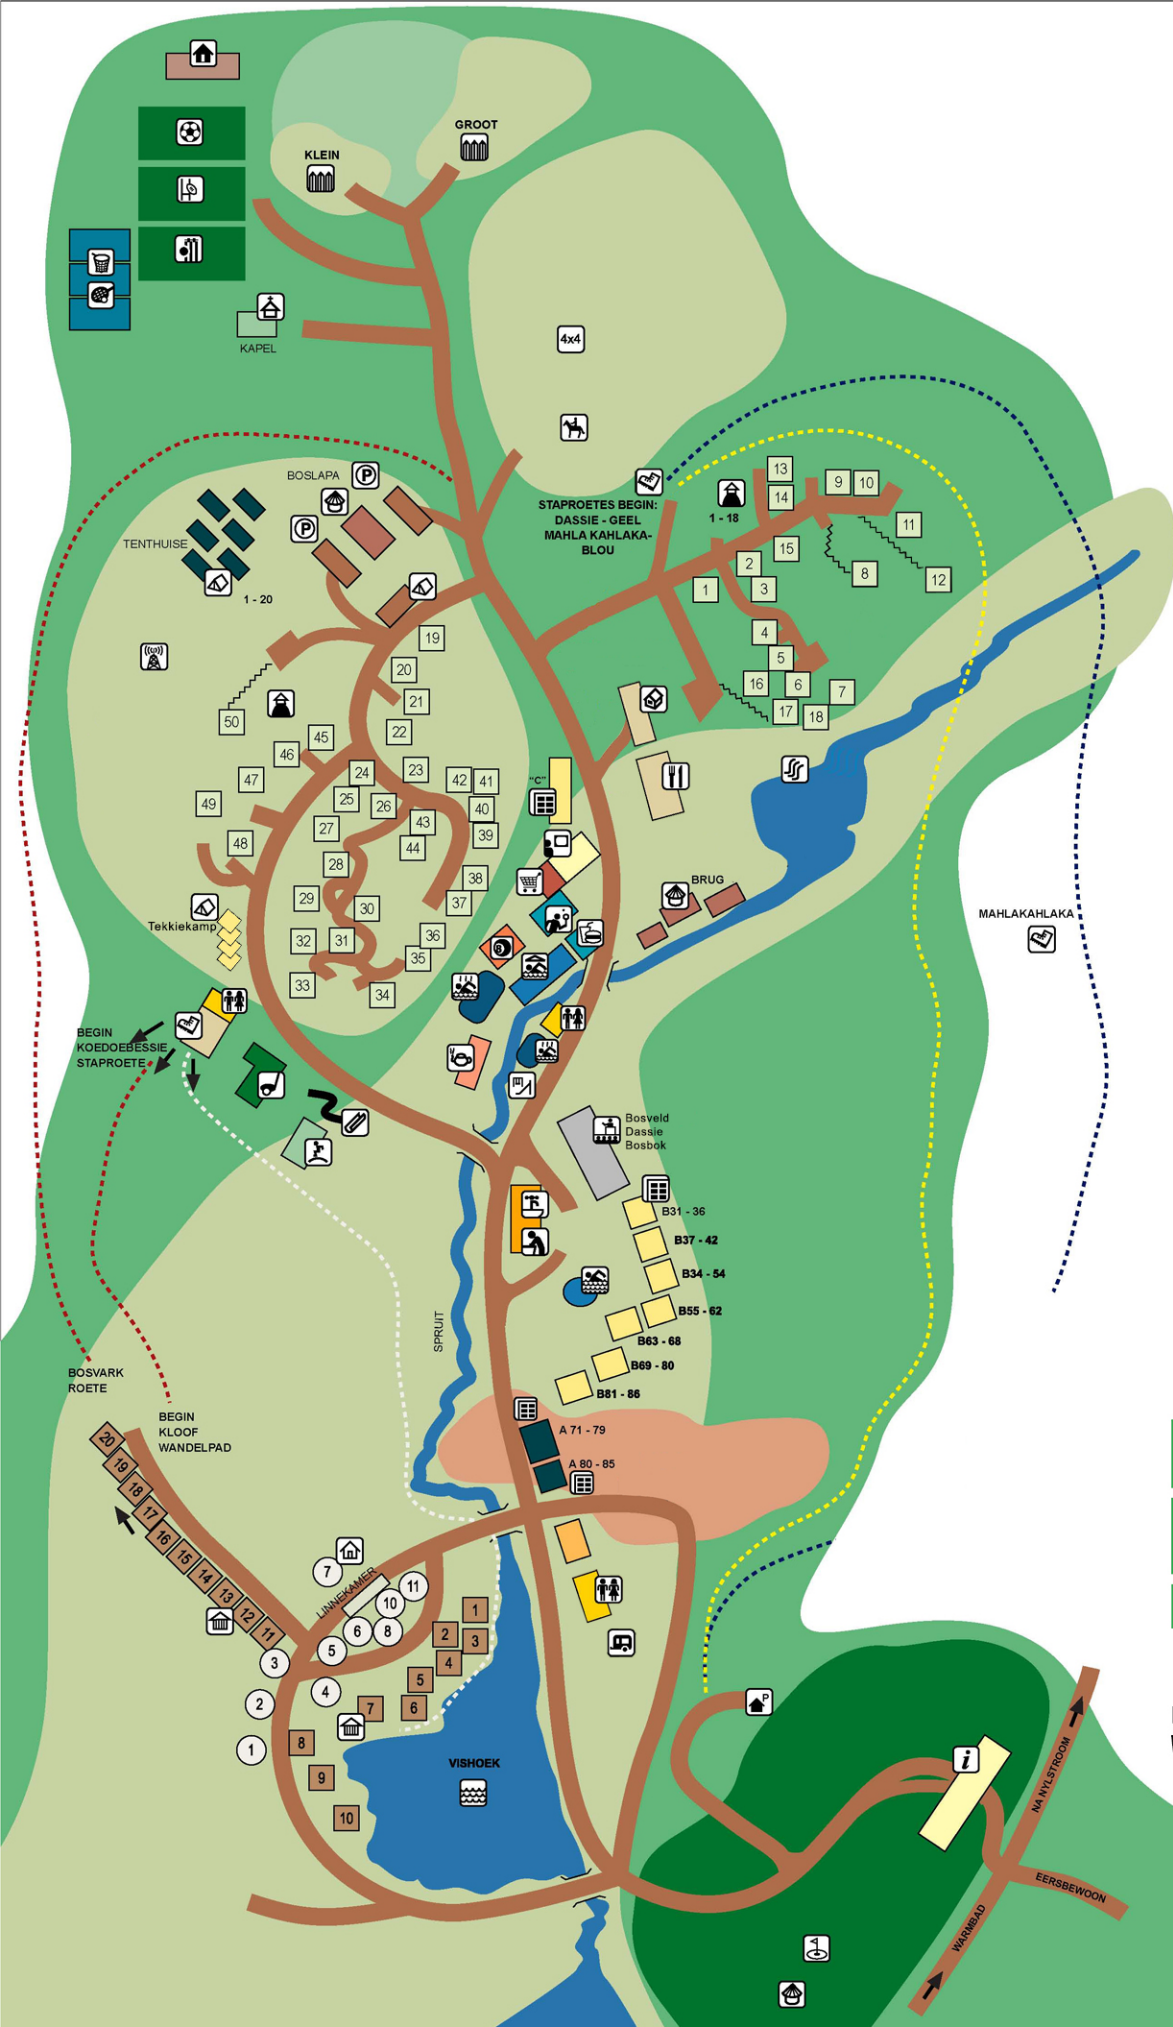 GROOT
KLEIN
KAPEL
4x4
BOSLAPA
P
P
TENTHUISE
1 - 20
STAPROETES BEGIN:
DASSIE - GEEL
MAHLA KAHLAKA-
BLOU
1 - 18
13
14
9
10
11
15
12
8
2
3
1
4
5
16
6
7
17
18
19
20
21
22
50
45
46
47
49
48
23
24
25
26
27
28
29
30
31
32
33
34
35
36
37
38
39
40
41
42
43
44
"C"
8
BRUG
MAHLAKAHLAKA
Tekkiekamp
BEGIN
KOEDOEBESSIE
STAPROETE
Bosveld
Dassie
Bosbok
B31 - 36
B37 - 42
B34 - 54
B55 - 62
B63 - 68
B69 - 80
B81 - 86
SPRUIT
A 71 - 79
A 80 - 85
BOSVARK
ROETE
BEGIN
KLOOF
WANDELPAD
20
19
18
17
16
15
14
13
12
11
LINNEKAMER
7
11
10
6
8
5
3
4
2
1
1
2
3
4
5
6
7
8
9
10
VISHOEK
P
i
NA NYLSTROOM
EERSBEWOON
WARMBAD